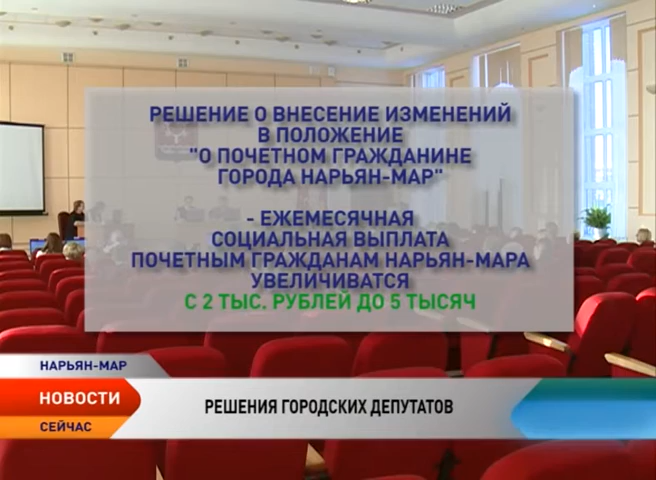 РЕШЕНИЕ О ВНЕСЕНИЕ ИЗМЕНЕНИЙ
В ПОЛОЖЕНИЕ
"О ПОЧЕТНОМ ГРАЖДАНИНЕ
ГОРОДА НАРЬЯН-МАР"
- ЕЖЕМЕСЯЧНАЯ
СОЦИАЛЬНАЯ ВЫПЛАТА
ПОЧЕТНЫМ ГРАЖДАНАМ НАРЬЯН-МАРА
УВЕЛИЧИВАТСЯ
С 2 ТЫС. РУБЛЕЙ ДО 5 ТЫСЯЧ
НАРЬЯН-МАР
НОВОСТИ
СЕЙЧАС
РЕШЕНИЯ ГОРОДСКИХ ДЕПУТАТОВ